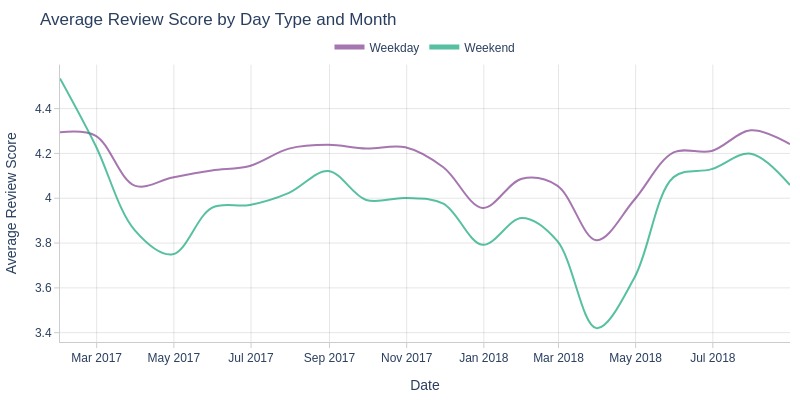 Average Review Score by Day Type and Month
Weekday Weekend
Average Review Score
4.4
4.2
4
3.8
3.6
3.4
Mar 2017 May 2017 Jul 2017 Sep 2017 Nov 2017 Jan 2018 Mar 2018 May 2018 Jul 2018
Date